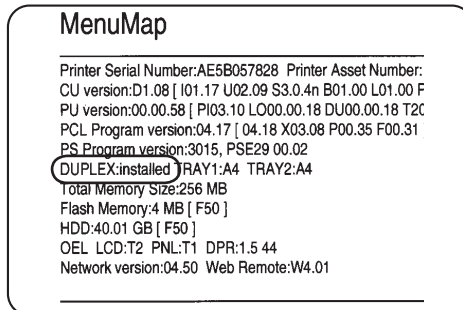 MenuMap
Printer Serial Number:AE5B057828 Printer Asset Number:
CU version:D1.08 [ I01.17 U02.09 S3.0.4n B01.00 L01.00 F
PU version:00.00.58 [ PI03.10 LO00.00.18 DU00.00.18 T20
PCL Program version:04.17 [ 04.18 X03.08 P00.35 F00.31
PS Program version:3015, PSE29 00.02
DUPLEX:installed TRAY1:A4 TRAY2:A4
Total Memory Size:256 MB
Flash Memory:4 MB [ F50 ]
HDD:40.01 GB [ F50 ]
OEL LCD:T2 PNL:T1 DPR:1.5 44
Network version:04.50 Web Remote:W4.01